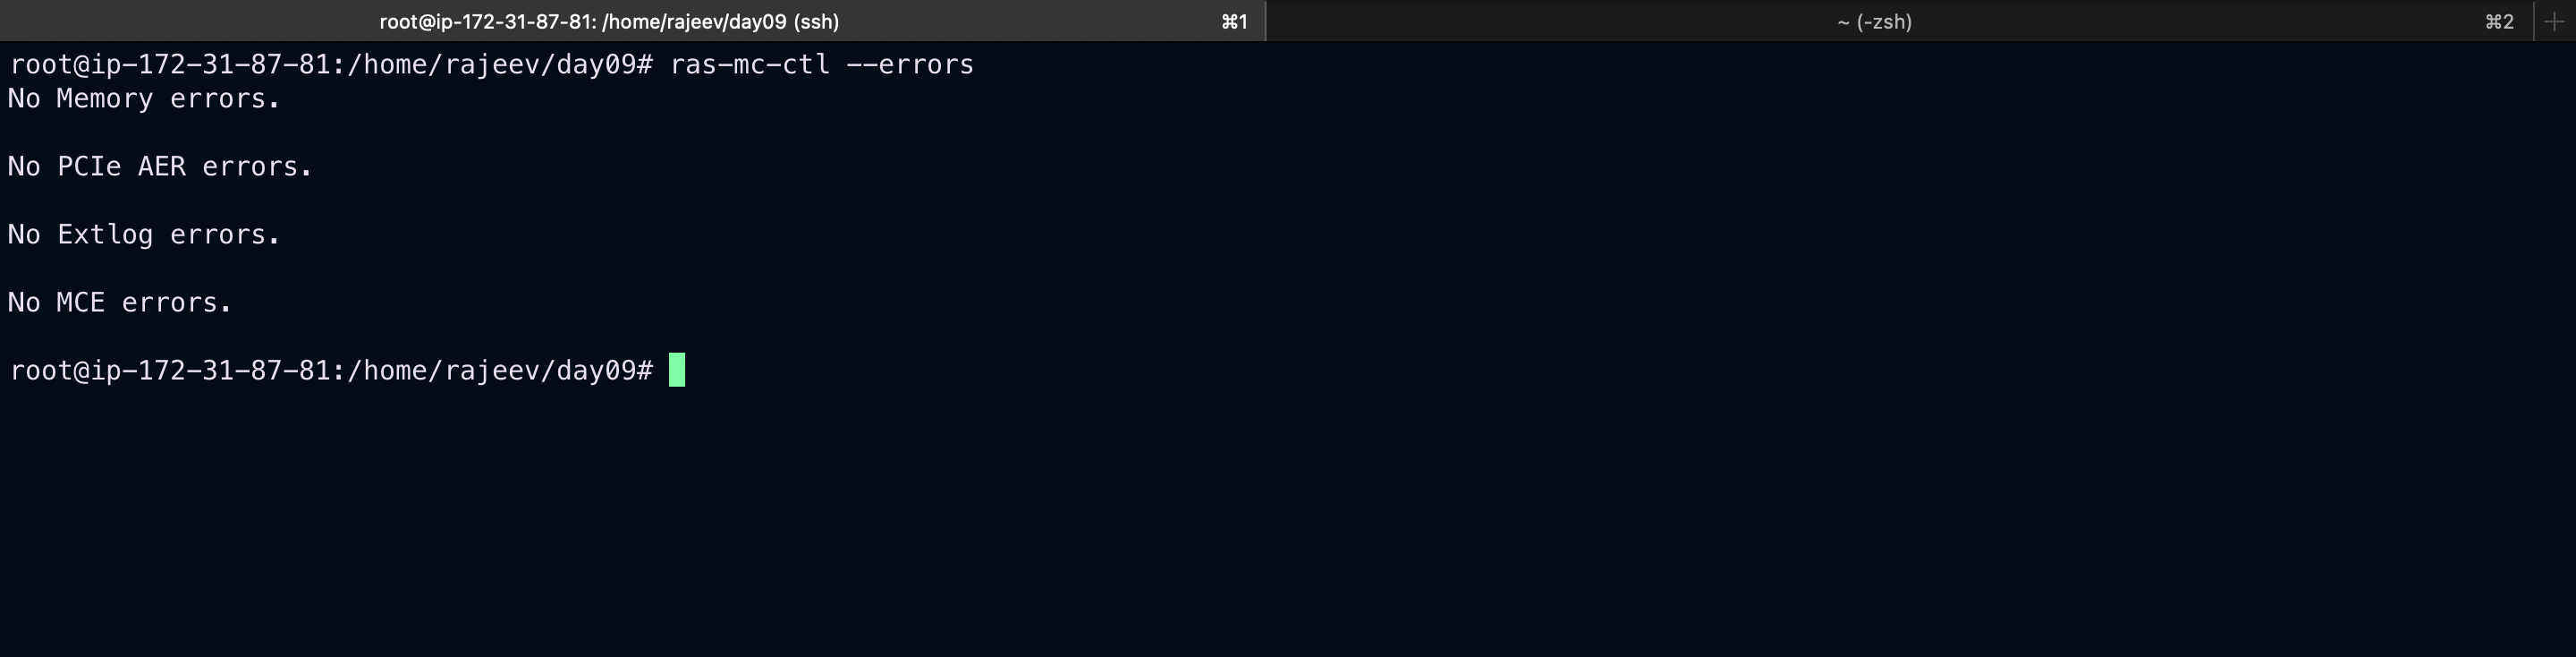 root@ip-172-31-87-81: /home/rajeev/day09 (ssh)
⌘1
~ (-zsh)
⌘2
+
root@ip-172-31-87-81:/home/rajeev/day09# ras-mc-ctl --errors
No Memory errors.
No PCIe AER errors.
No Extlog errors.
No MCE errors.
root@ip-172-31-87-81:/home/rajeev/day09#